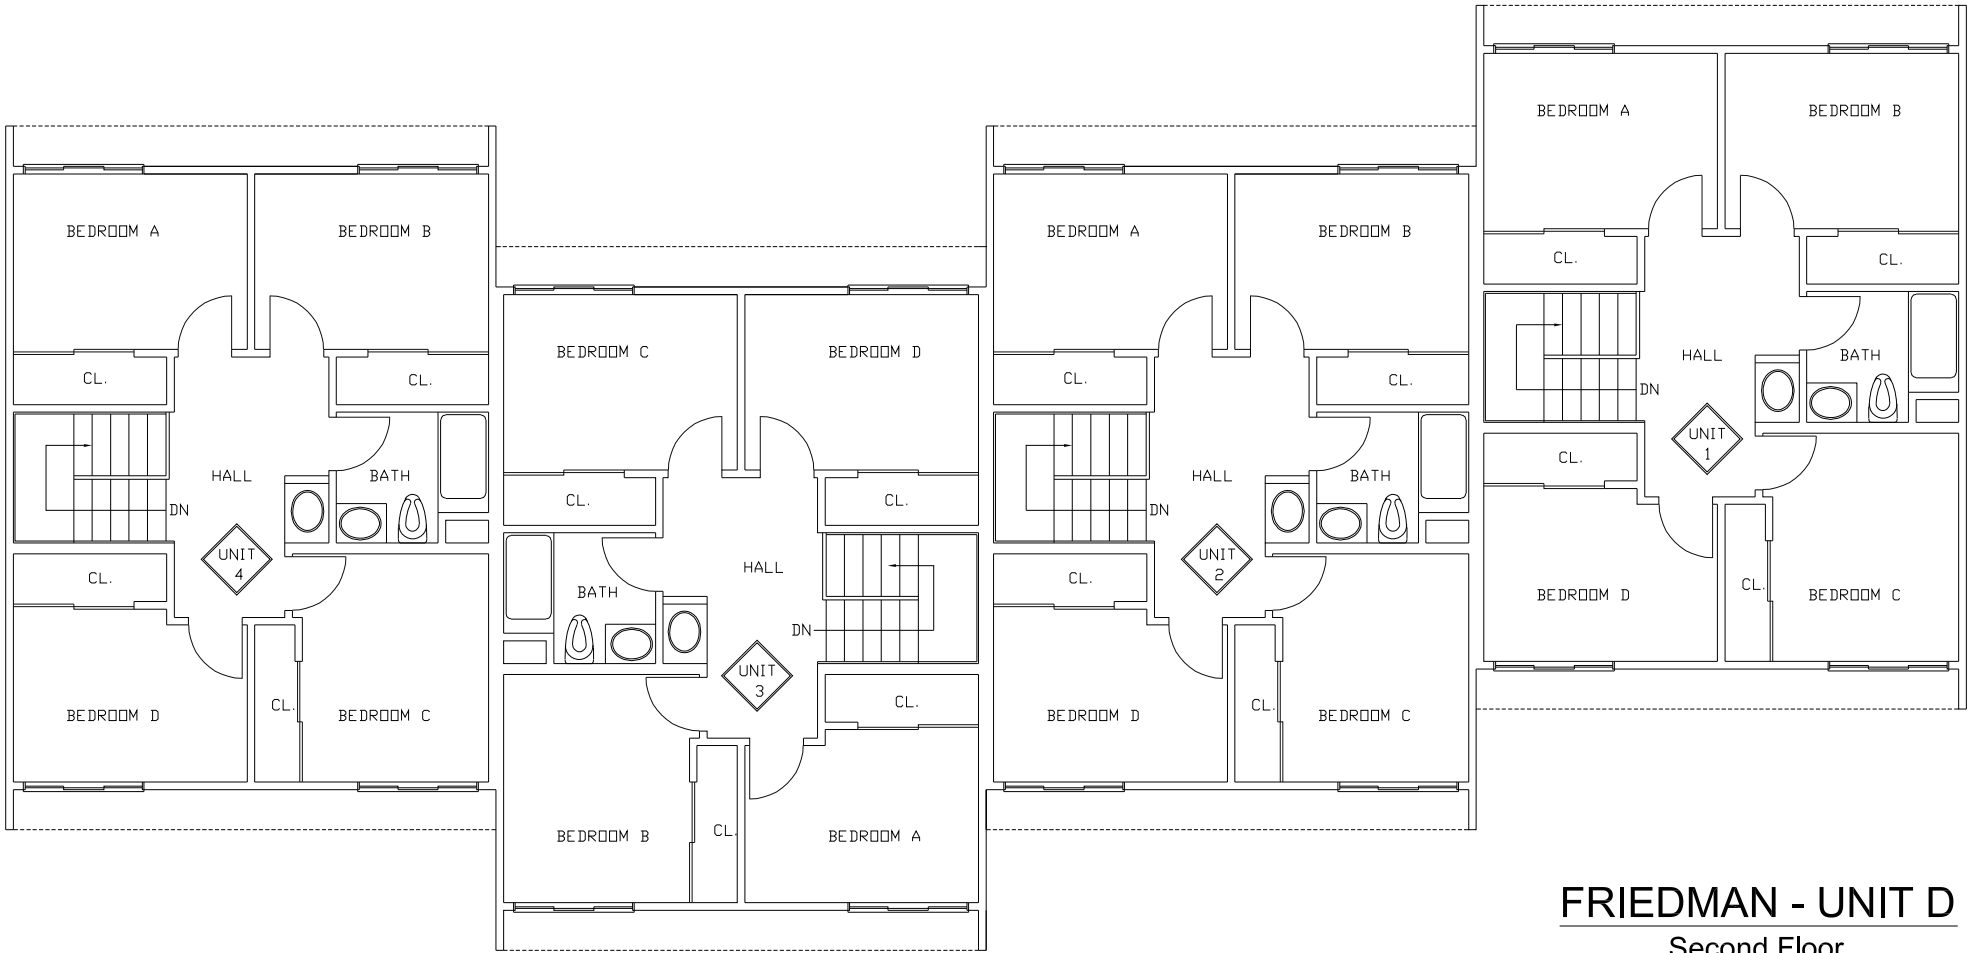 BEDROOM A
BEDROOM B
CL.
CL.
HALL
BATH
DN
UNIT
4
CL.
BEDROOM D
CL.
BEDROOM C
BEDROOM C
BEDROOM D
CL.
CL.
HALL
BATH
DN
UNIT
3
CL.
BEDROOM B
CL.
BEDROOM A
BEDROOM A
BEDROOM B
CL.
CL.
HALL
BATH
DN
UNIT
2
CL.
BEDROOM D
CL.
BEDROOM C
BEDROOM A
BEDROOM B
CL.
CL.
HALL
BATH
DN
UNIT
1
CL.
BEDROOM D
CL.
BEDROOM C
FRIEDMAN - UNIT D
Second Floor